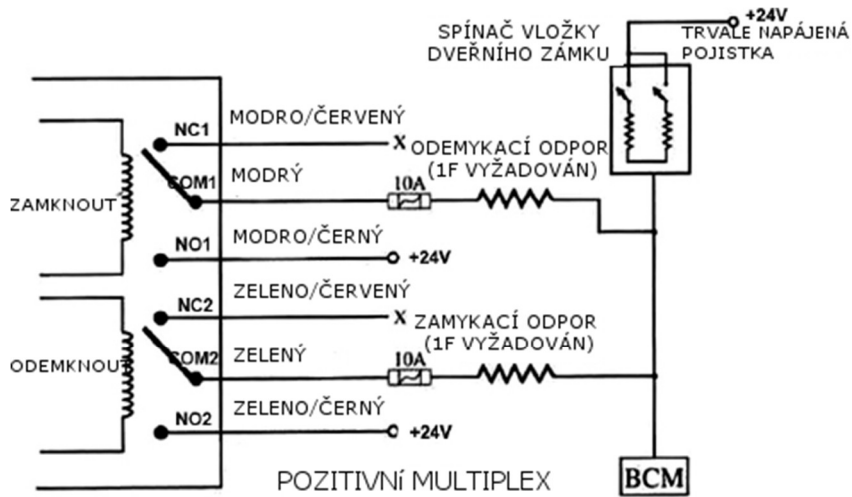 +24V
SPÍNAČ VLOŽKY
DVEŘNÍHO ZÁMKU
TRVALE NAPÁJENÁ
POJISTKA
NC1
MODRO/ČERVENÝ
X
ODEMYKACÍ ODPOR
(1F VYŽADOVÁN)
ZAMKNOUT
COM1
MODRÝ
10A
NO1
MODRO/ČERNÝ
+24V
NC2
ZELENO/ČERVENÝ
X
ZAMYKACÍ ODPOR
(1F VYŽADOVÁN)
ODEMKNOUT
COM2
ZELENÝ
10A
NO2
ZELENO/ČERNÝ
+24V
POZITIVNí MULTIPLEX
BCM